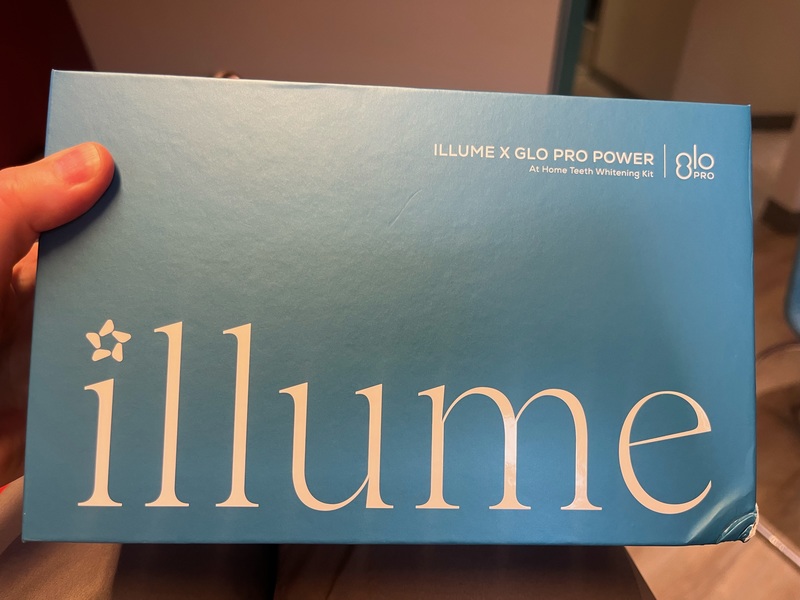 ILLUME X GLO PRO POWER
At Home Teeth Whitening Kit
glo
PRO
illume